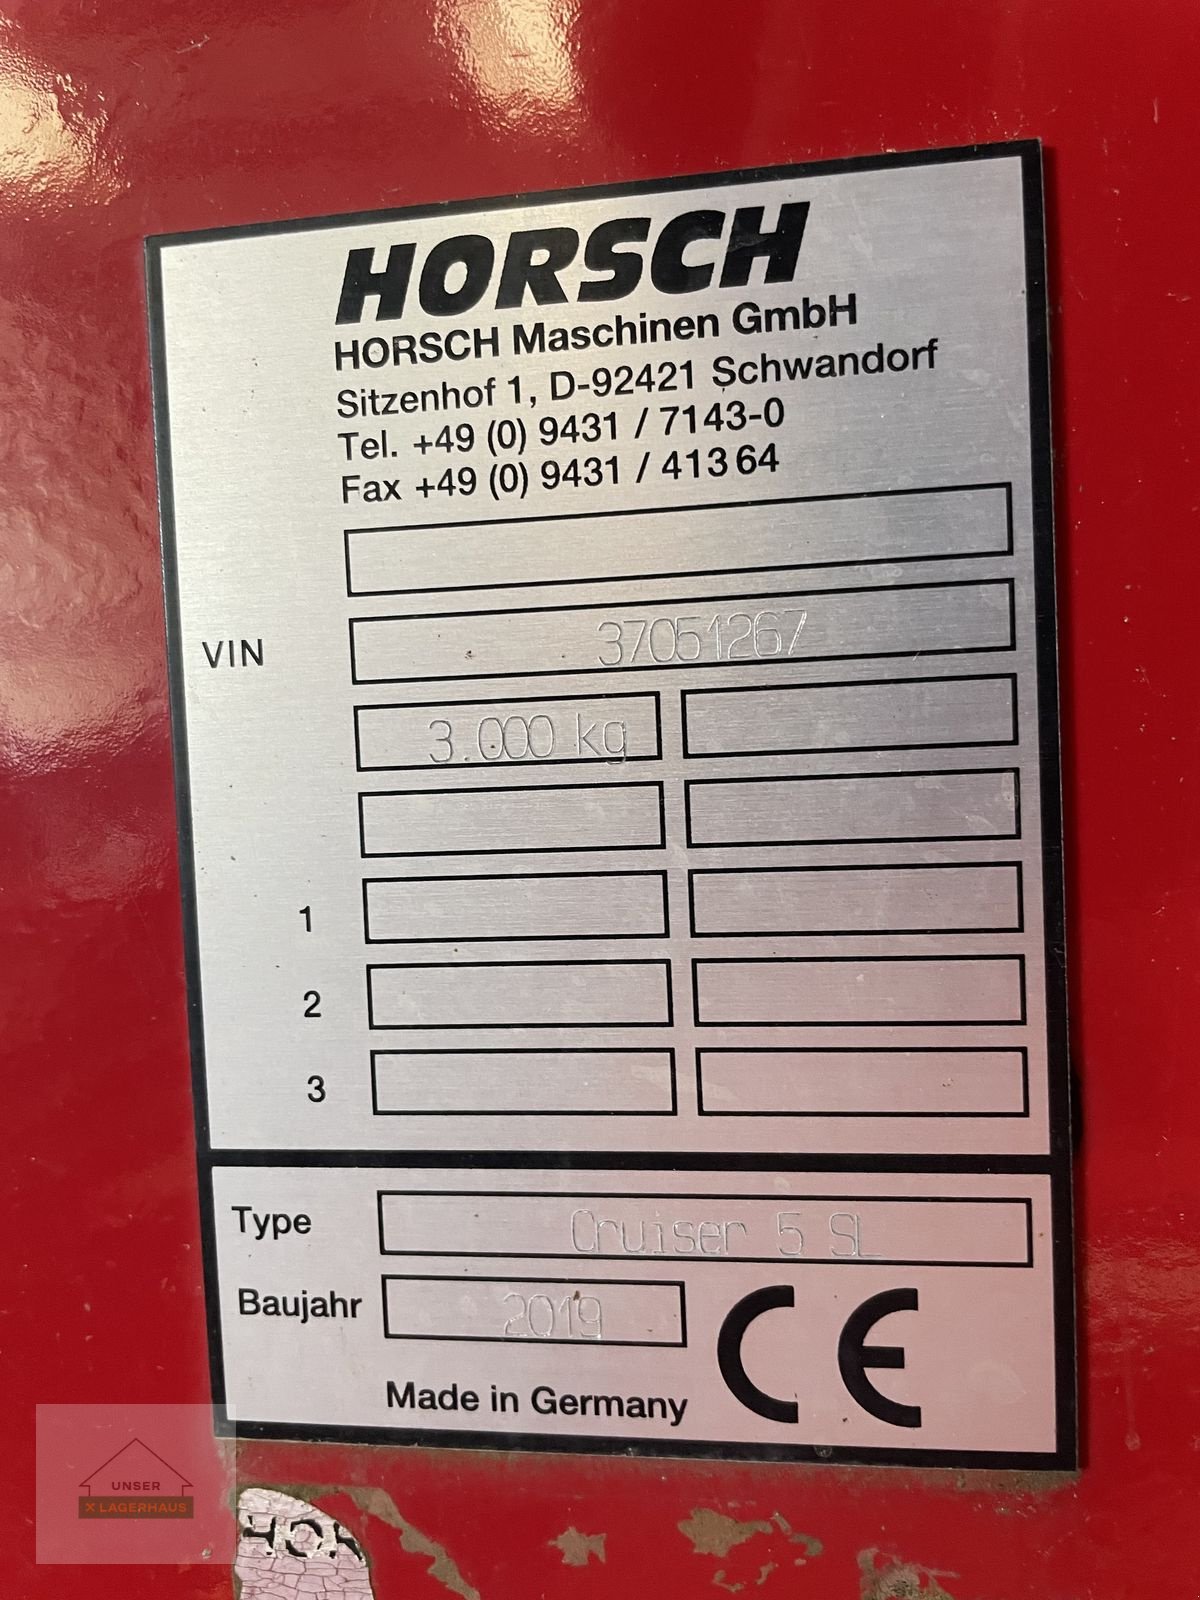 HORSCH
HORSCH Maschinen GmbH
Sitzenhof 1, D-92421 Schwandorf
Tel. +49 (0) 9431 / 7143-0
Fax +49 (0) 9431 / 413 64
VIN 37051267
3.000 kg
1
2
3
Type Cruiser 5 SL
Baujahr 2019
CE
Made in Germany
UNSER
X LAGERHAUS